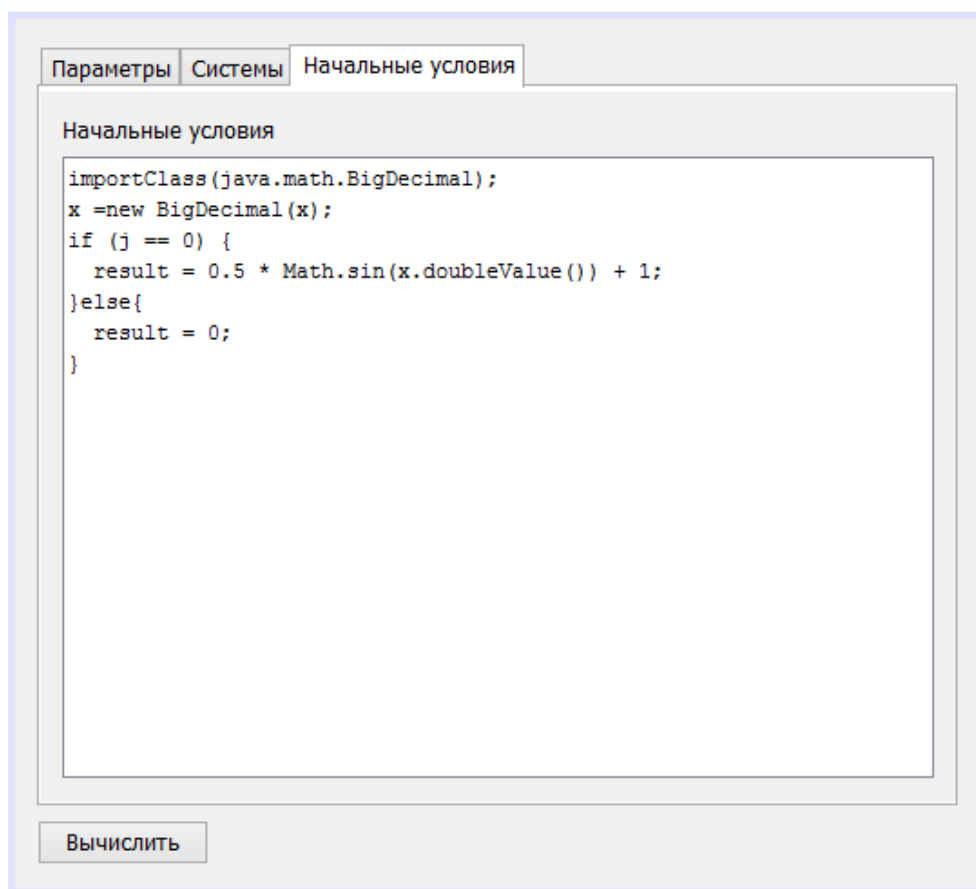 Параметры Системы Начальные условия
Начальные условия
importClass(java.math.BigDecimal);
x =new BigDecimal(x);
if (j == 0) {
  result = 0.5 * Math.sin(x.doubleValue()) + 1;
}else{
  result = 0;
}
Вычислить